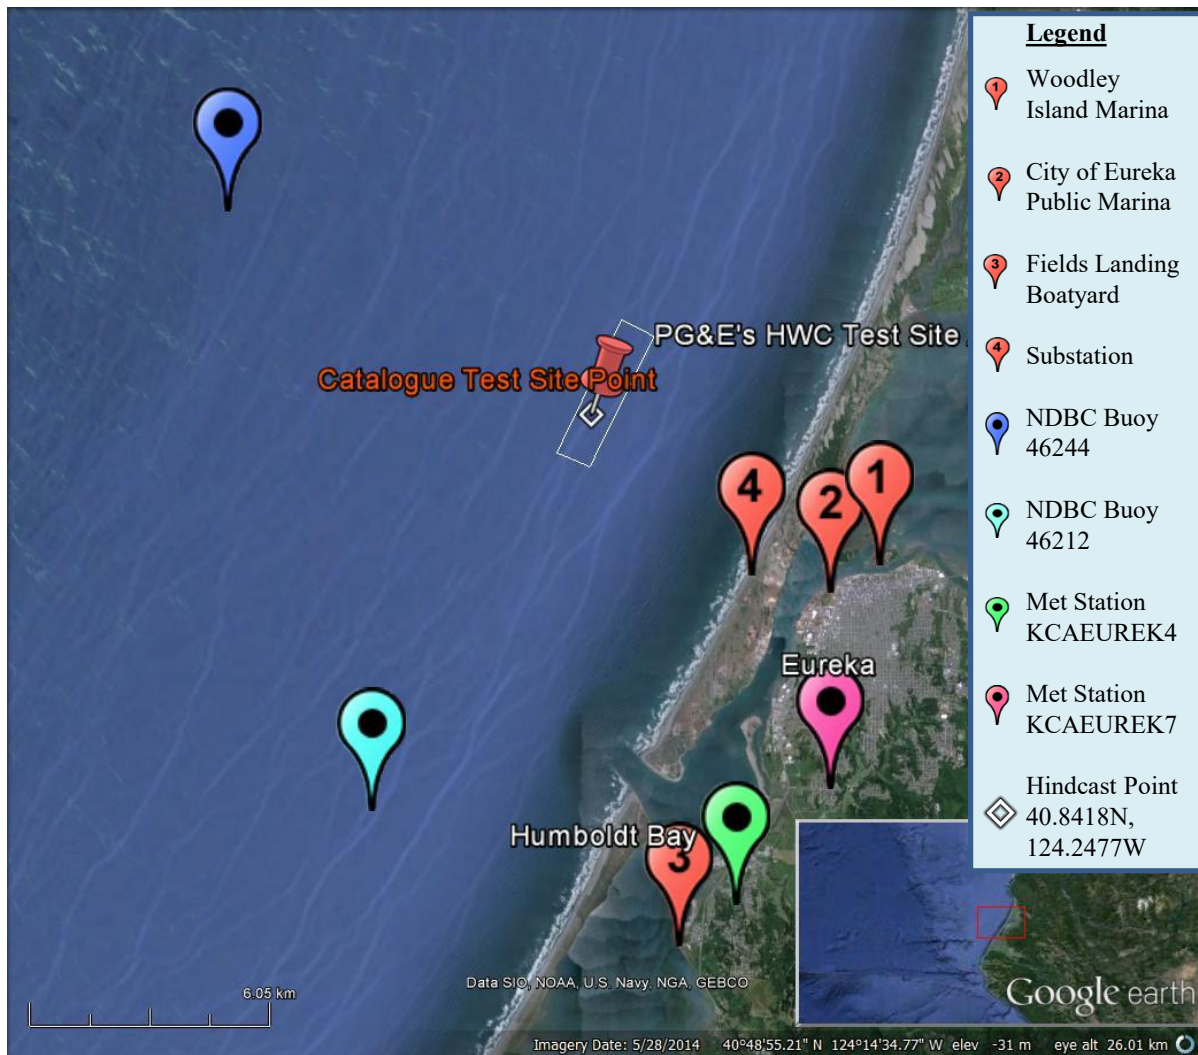 Legend
1
Woodley
Island Marina
2
City of Eureka
Public Marina
3
Fields Landing
Boatyard
4
Substation
NDBC Buoy
46244
NDBC Buoy
46212
Met Station
KCAEUREK4
Met Station
KCAEUREK7
Hindcast Point
40.8418N,
124.2477W
PG&E's HWC Test Site
Catalogue Test Site Point
4
2
1
Eureka
Humboldt Bay
3
Data SIO, NOAA, U.S. Navy, NGA, GEBCO
6.05 km
Google earth
Imagery Date: 5/28/2014 40°48'55.21" N 124°14'34.77" W elev -31 m eye alt 26.01 km